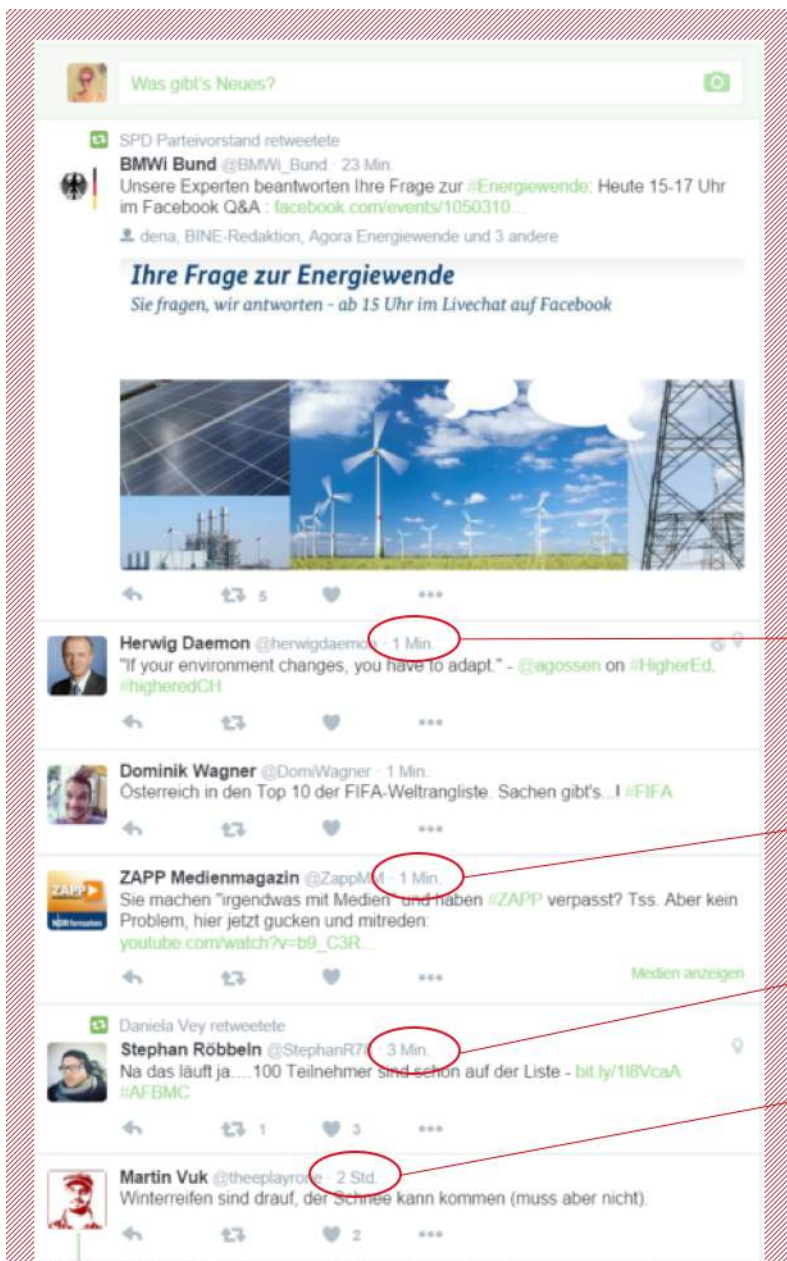 Was gibt's Neues?
SPD Parteivorstand retweetete
BMWi Bund @BMWi_Bund · 23 Min.
Unsere Experten beantworten Ihre Frage zur #Energiewende: Heute 15-17 Uhr
im Facebook Q&A : facebook.com/events/1050310...
dena, BINE-Redaktion, Agora Energiewende und 3 andere
Ihre Frage zur Energiewende
Sie fragen, wir antworten - ab 15 Uhr im Livechat auf Facebook
5
Herwig Daemon @herwigdaemon · 1 Min.
"If your environment changes, you have to adapt." - @agossen on #HigherEd,
#higheredCH
Dominik Wagner @DomiWagner · 1 Min.
Österreich in den Top 10 der FIFA-Weltrangliste. Sachen gibt's...! #FIFA
ZAPP
NDR fernsehen
ZAPP Medienmagazin @ZappMM · 1 Min.
Sie machen "irgendwas mit Medien" und haben #ZAPP verpasst? Tss. Aber kein
Problem, hier jetzt gucken und mitreden:
youtube.com/watch?v=b9_C3R...
Medien anzeigen
Daniela Vey retweetete
Stephan Röbbeln · 3 Min.
Na das läuft ja....100 Teilnehmer sind schon auf der Liste - bit.ly/1I8VcaA
#AFBMC
1 3
Martin Vuk @theeplayrone · 2 Std.
Winterreifen sind drauf, der Schnee kann kommen (muss aber nicht).
2